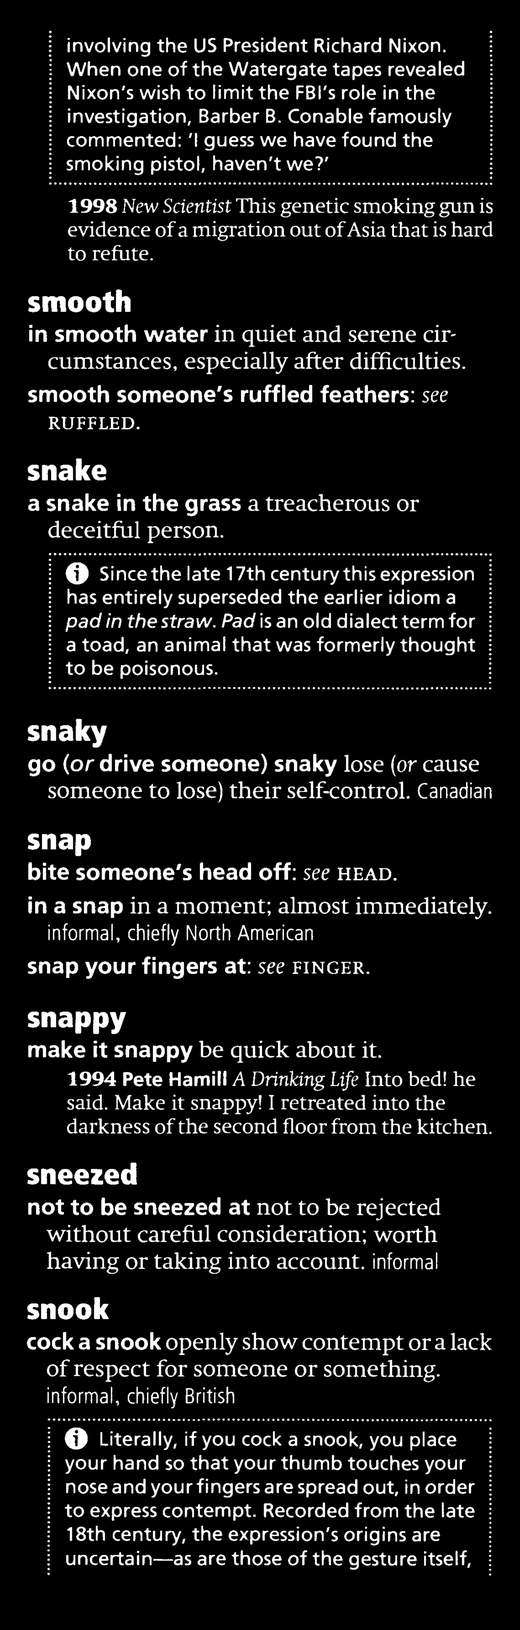 involving the US President Richard Nixon.
When one of the Watergate tapes revealed
Nixon's wish to limit the FBI's role in the
investigation, Barber B. Conable famously
commented: 'I guess we have found the
smoking pistol, haven't we?'
1998 New Scientist This genetic smoking gun is
evidence of a migration out of Asia that is hard
to refute.
smooth
in smooth water in quiet and serene cir-
cumstances, especially after difficulties.
smooth someone's ruffled feathers: see
RUFFLED.
snake
a snake in the grass a treacherous or
deceitful person.
i Since the late 17th century this expression
has entirely superseded the earlier idiom a
pad in the straw. Pad is an old dialect term for
a toad, an animal that was formerly thought
to be poisonous.
snaky
go (or drive someone) snaky lose (or cause
someone to lose) their self-control. Canadian
snap
bite someone's head off: see HEAD.
in a snap in a moment; almost immediately.
informal, chiefly North American
snap your fingers at: see FINGER.
snappy
make it snappy be quick about it.
1994 Pete Hamill A Drinking Life Into bed! he
said. Make it snappy! I retreated into the
darkness of the second floor from the kitchen.
sneezed
not to be sneezed at not to be rejected
without careful consideration; worth
having or taking into account. informal
snook
cock a snook openly show contempt or a lack
of respect for someone or something.
informal, chiefly British
i Literally, if you cock a snook, you place
your hand so that your thumb touches your
nose and your fingers are spread out, in order
to express contempt. Recorded from the late
18th century, the expression's origins are
uncertain—as are those of the gesture itself,